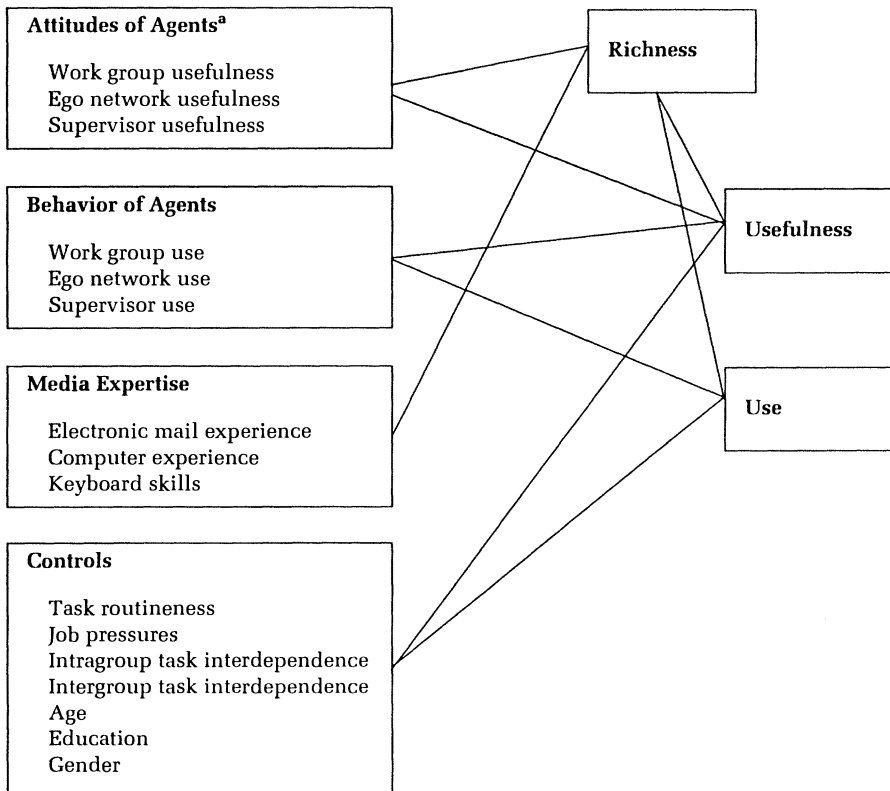 Attitudes of Agentsª
Work group usefulness
Ego network usefulness
Supervisor usefulness
Behavior of Agents
Work group use
Ego network use
Supervisor use
Media Expertise
Electronic mail experience
Computer experience
Keyboard skills
Controls
Task routineness
Job pressures
Intragroup task interdependence
Intergroup task interdependence
Age
Education
Gender
Richness
Usefulness
Use